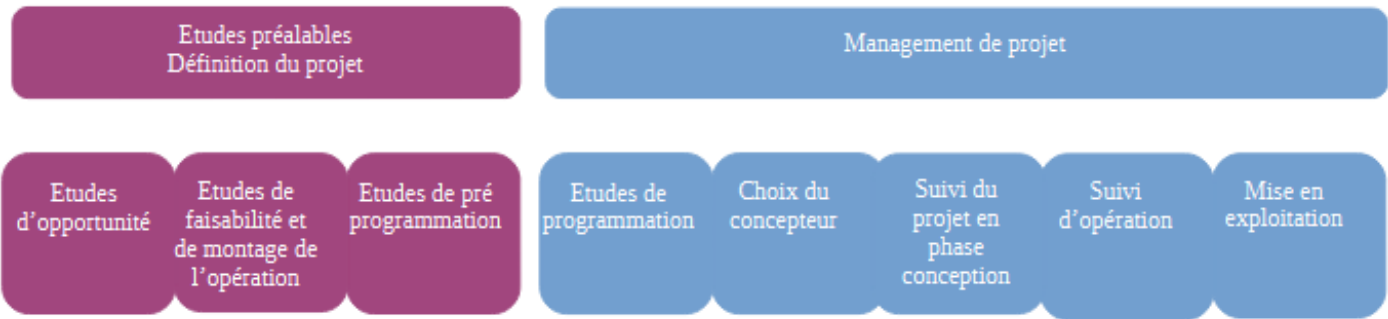 Etudes préalables
Définition du projet
Management de projet
Etudes
d’opportunité
Etudes de
faisabilité et
de montage de
l’opération
Etudes de pré
programmation
Etudes de
programmation
Choix du
concepteur
Suivi du
projet en
phase
conception
Suivi
d’opération
Mise en
exploitation